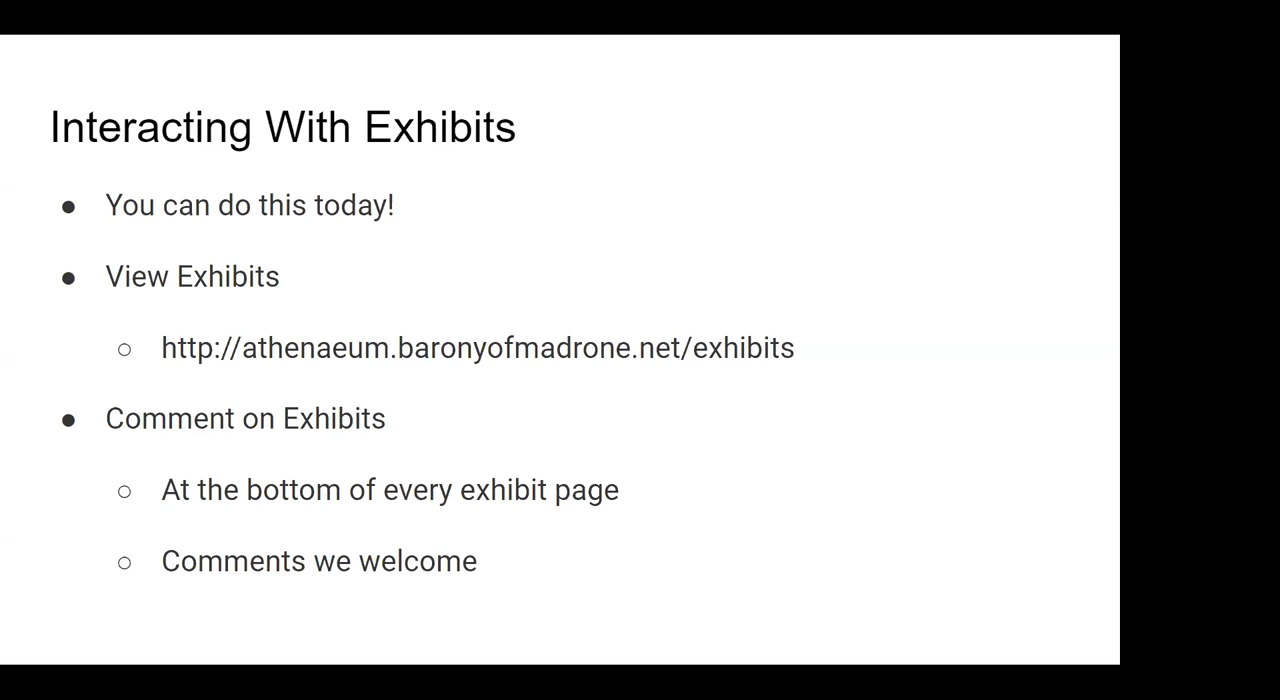 Interacting With Exhibits
● You can do this today!
● View Exhibits
○ http://athenaeum.baronyofmadrone.net/exhibits
● Comment on Exhibits
○ At the bottom of every exhibit page
○ Comments we welcome